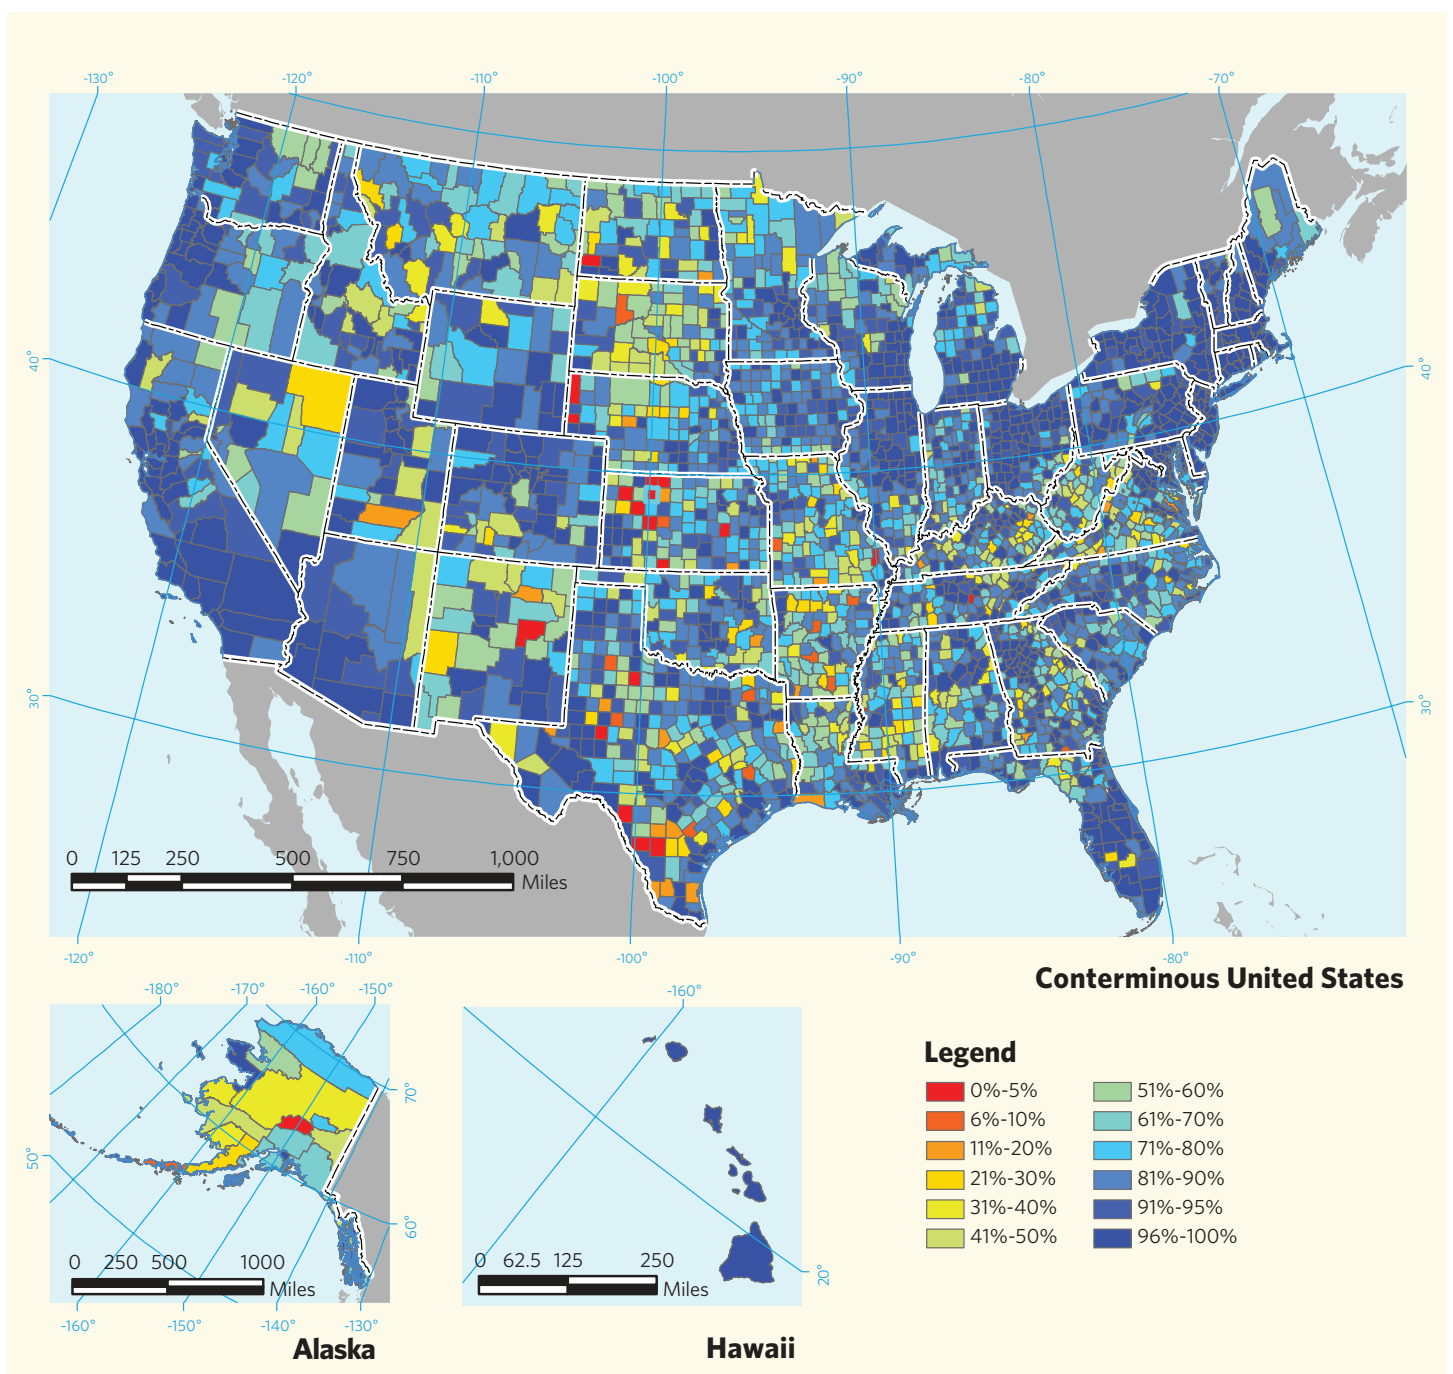 -130° -120° -110° -100° -90° -80° -70°
40° 40°
30° 30°
0 125 250 500 750 1,000
Miles
-120° -110° -100° -90° -80°
Conterminous United States
-180° -170° -160° -150°
70°
50°
60°
0 250 500 1000
Miles
-160° -150° -140° -130°
Alaska
-160°
0 62.5 125 250
Miles
20°
Hawaii
Legend
0%-5% 51%-60%
6%-10% 61%-70%
11%-20% 71%-80%
21%-30% 81%-90%
31%-40% 91%-95%
41%-50% 96%-100%